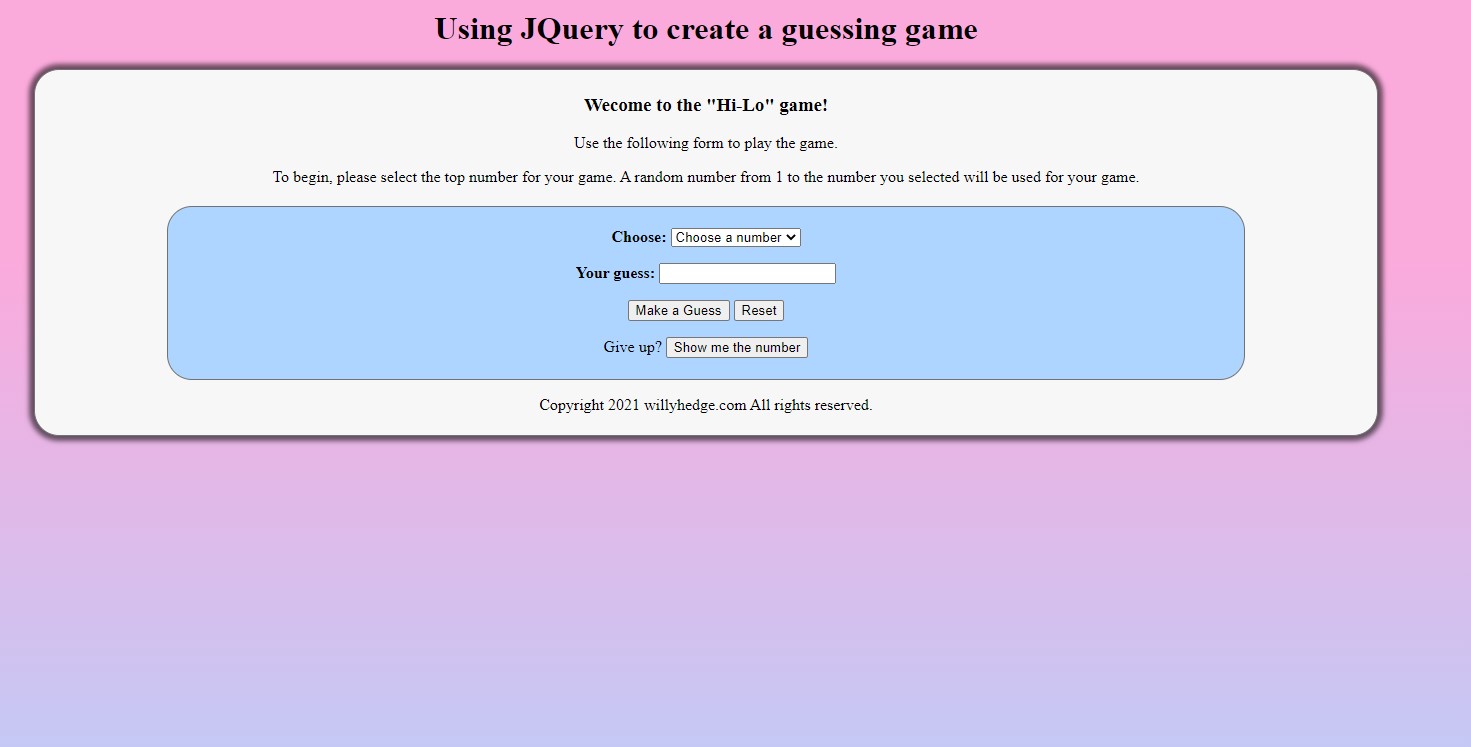 Using JQuery to create a guessing game
Wecome to the "Hi-Lo" game!
Use the following form to play the game.
To begin, please select the top number for your game. A random number from 1 to the number you selected will be used for your game.
Choose: Choose a number
Your guess:
Make a Guess Reset
Give up? Show me the number
Copyright 2021 willyhedge.com All rights reserved.